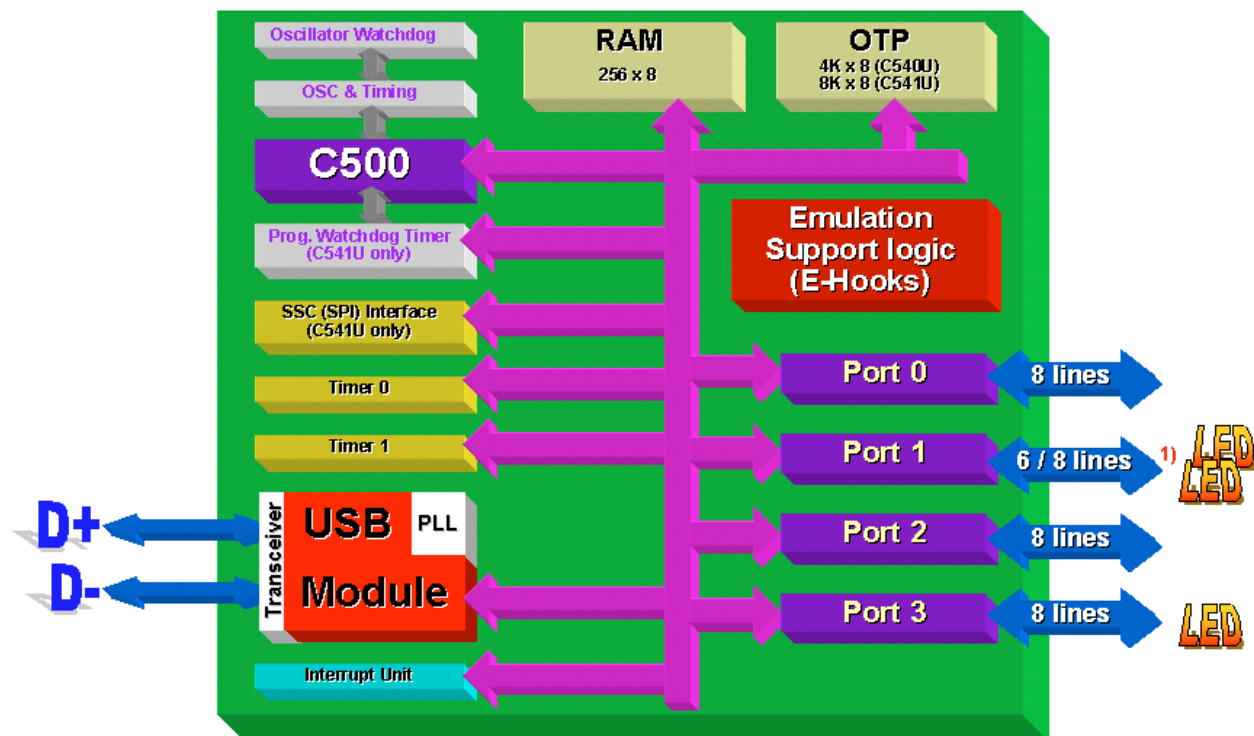 Oscillator Watchdog
OSC & Timing
C500
Prog. Watchdog Timer
(C541U only)
SSC (SPI) Interface
(C541U only)
Timer 0
Timer 1
D+
D-
Transceiver
USB
PLL
Module
Interrupt Unit
RAM
256 x 8
OTP
4K x 8 (C540U)
8K x 8 (C541U)
Emulation
Support logic
(E-Hooks)
Port 0
8 lines
Port 1
6 / 8 lines
1)
LED
LED
Port 2
8 lines
Port 3
8 lines
LED